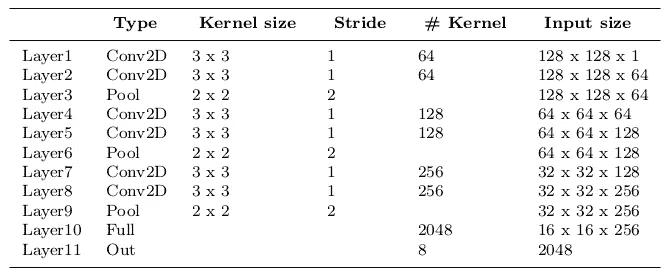 Type Kernel size Stride # Kernel Input size
Layer1 Conv2D 3 x 3 1 64 128 x 128 x 1
Layer2 Conv2D 3 x 3 1 64 128 x 128 x 64
Layer3 Pool 2 x 2 2 128 x 128 x 64
Layer4 Conv2D 3 x 3 1 128 64 x 64 x 64
Layer5 Conv2D 3 x 3 1 128 64 x 64 x 128
Layer6 Pool 2 x 2 2 64 x 64 x 128
Layer7 Conv2D 3 x 3 1 256 32 x 32 x 128
Layer8 Conv2D 3 x 3 1 256 32 x 32 x 256
Layer9 Pool 2 x 2 2 32 x 32 x 256
Layer10 Full 2048 16 x 16 x 256
Layer11 Out 8 2048